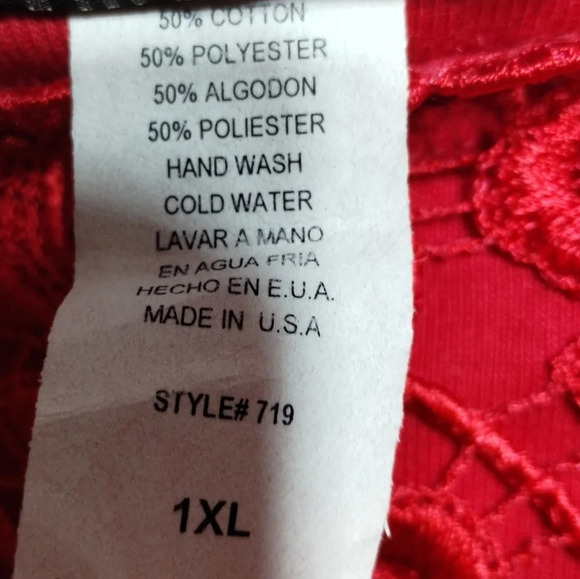 50% COTTON
50% POLYESTER
50% ALGODON
50% POLIESTER
HAND WASH
COLD WATER
LAVAR A MANO
EN AGUA FRIA
HECHO EN E.U.A.
MADE IN U.S.A
STYLE# 719
1XL